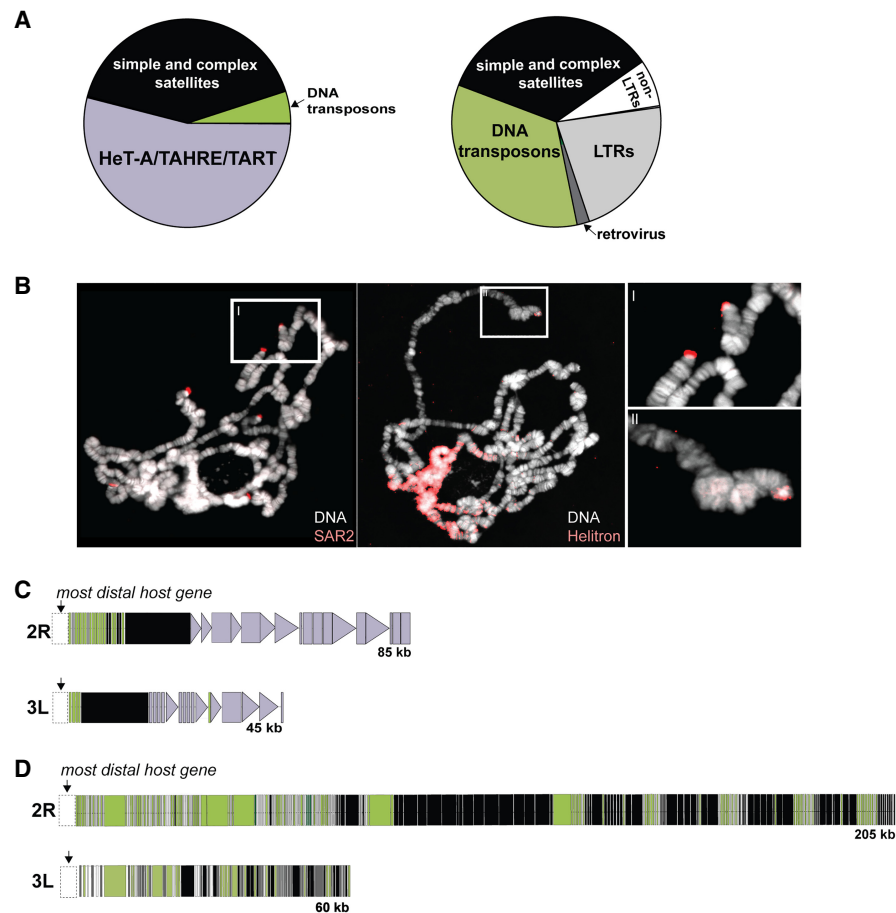 A
simple and complex
satellites
DNA
transposons
HeT-A/TAHRE/TART
simple and complex
satellites
non-
LTRs
DNA
transposons
LTRs
retrovirus
B
I
DNA
SAR2
II
DNA
Helitron
I
II
C
most distal host gene
2R
85 kb
3L
45 kb
D
most distal host gene
2R
205 kb
3L
60 kb